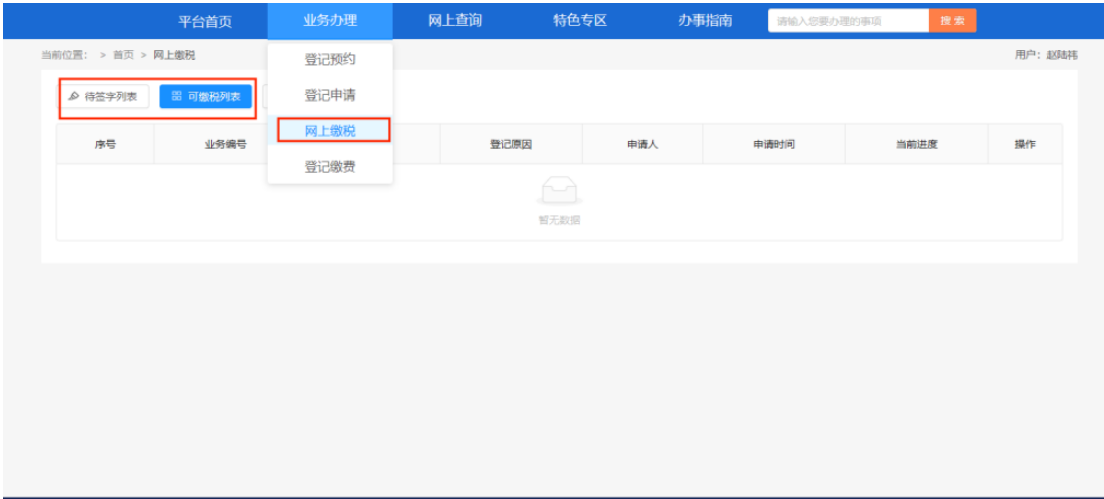 平台首页 业务办理 网上查询 特色专区 办事指南 请输入您要办理的事项 搜索
当前位置： > 首页 > 网上缴税 用户：赵陆祎
登记预约
待签字列表 可缴税列表 登记申请
网上缴税
序号 业务编号 登记原因 申请人 申请时间 当前进度 操作
登记缴费
暂无数据